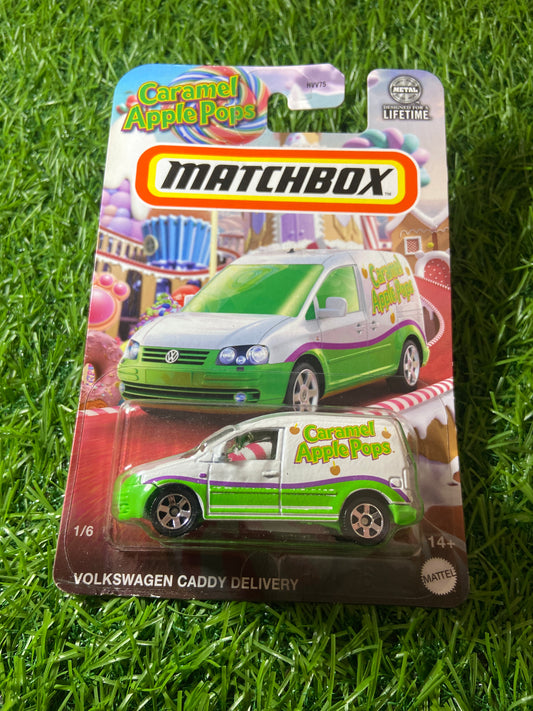 Caramel
Apple Pops
HVV75
METAL
DESIGNED FOR A
LIFETIME
MATCHBOX™
Caramel
Apple Pops
Caramel
Apple Pops
1/6
14+
VOLKSWAGEN CADDY DELIVERY
MATTEL